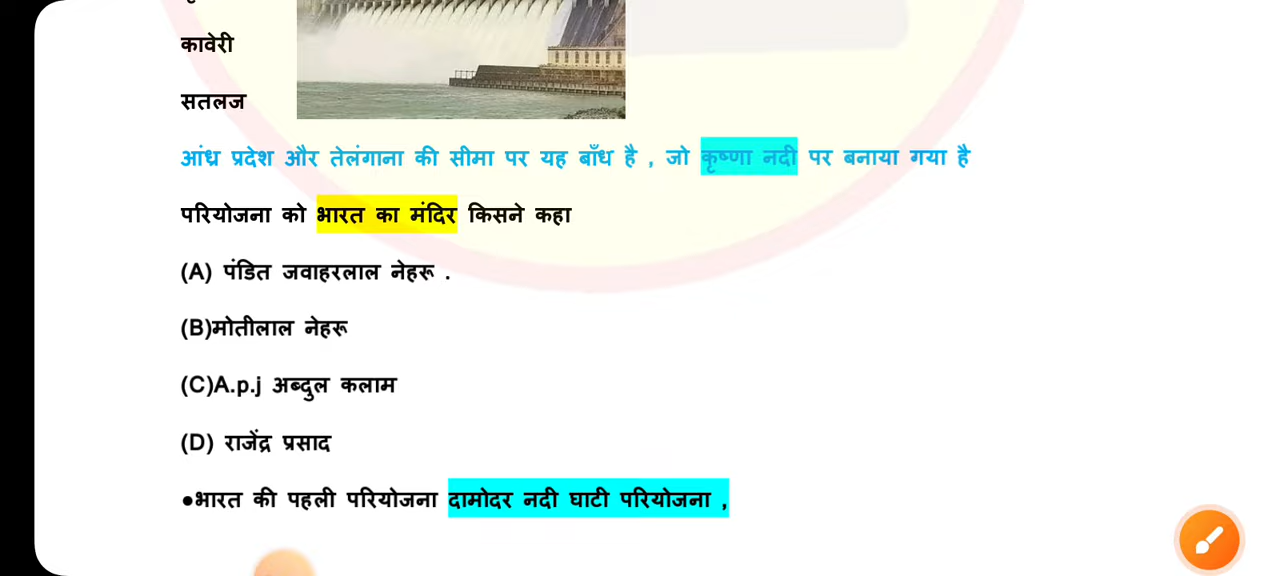 कावेरी
सतलज
आंध्र प्रदेश और तेलंगाना की सीमा पर यह बाँध है , जो कृष्णा नदी पर बनाया गया है
परियोजना को भारत का मंदिर किसने कहा
(A) पंडित जवाहरलाल नेहरू .
(B)मोतीलाल नेहरू
(C)A.p.j अब्दुल कलाम
(D) राजेंद्र प्रसाद
●भारत की पहली परियोजना दामोदर नदी घाटी परियोजना ,